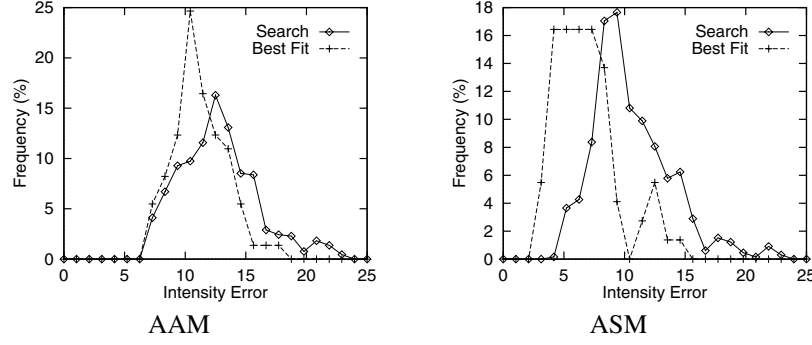 25
20
15
10
5
0
Frequency (%)
Search
Best Fit
0 5 10 15 20 25
Intensity Error
AAM
18
16
14
12
10
8
6
4
2
0
Frequency (%)
Search
Best Fit
0 5 10 15 20 25
Intensity Error
ASM